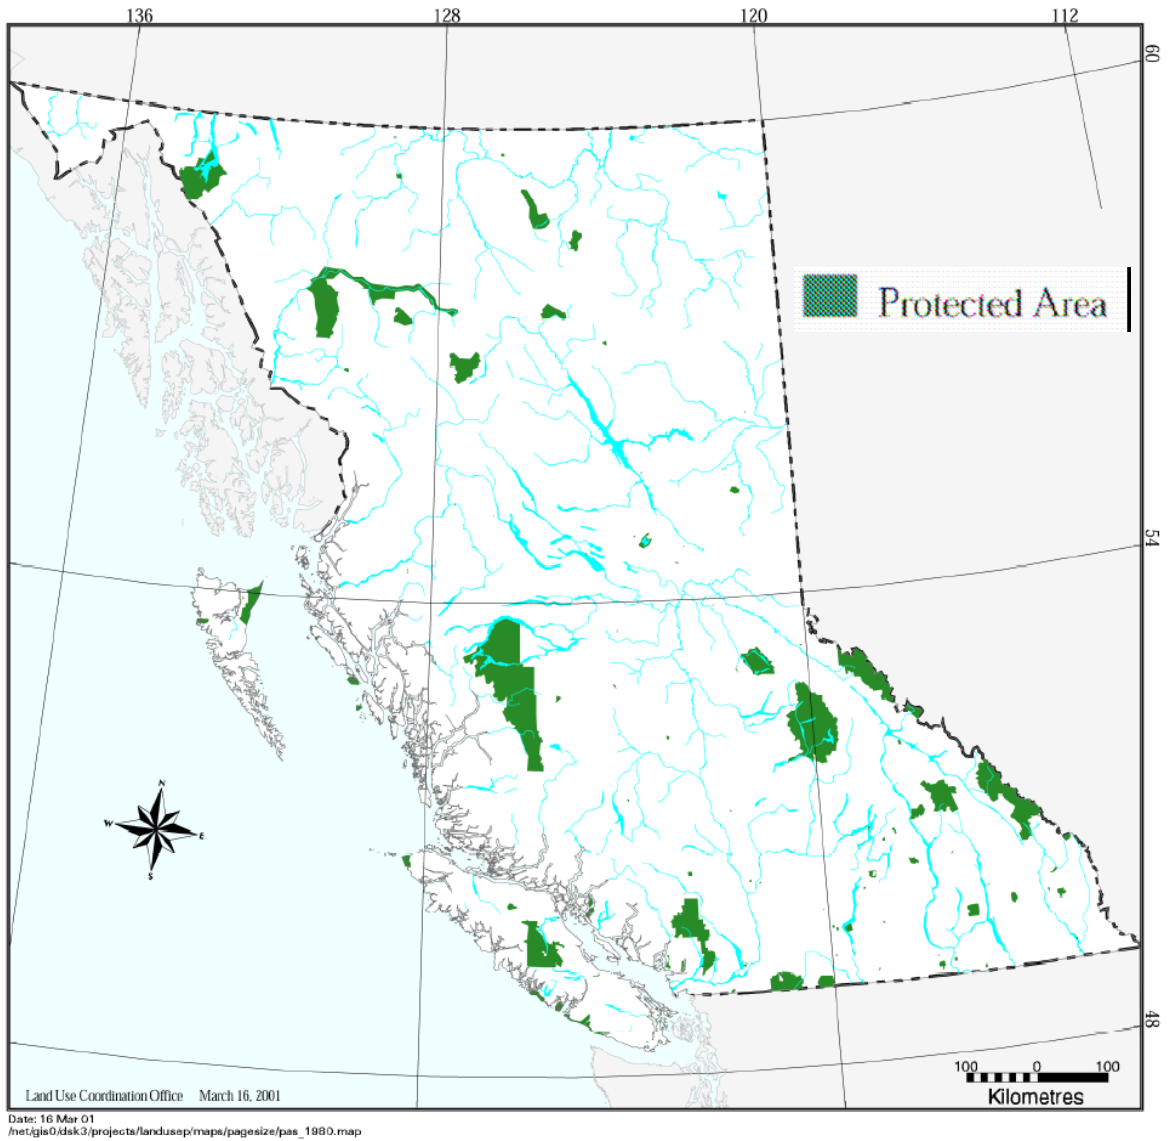 136 128 120 112
60
Protected Area
54
N
W E
S
48
100 0 100
Kilometres
Land Use Coordination Office March 16, 2001
Date: 16 Mar 01
/net/gis0/dsk3/projects/landusep/maps/pagesize/pas_1980.map